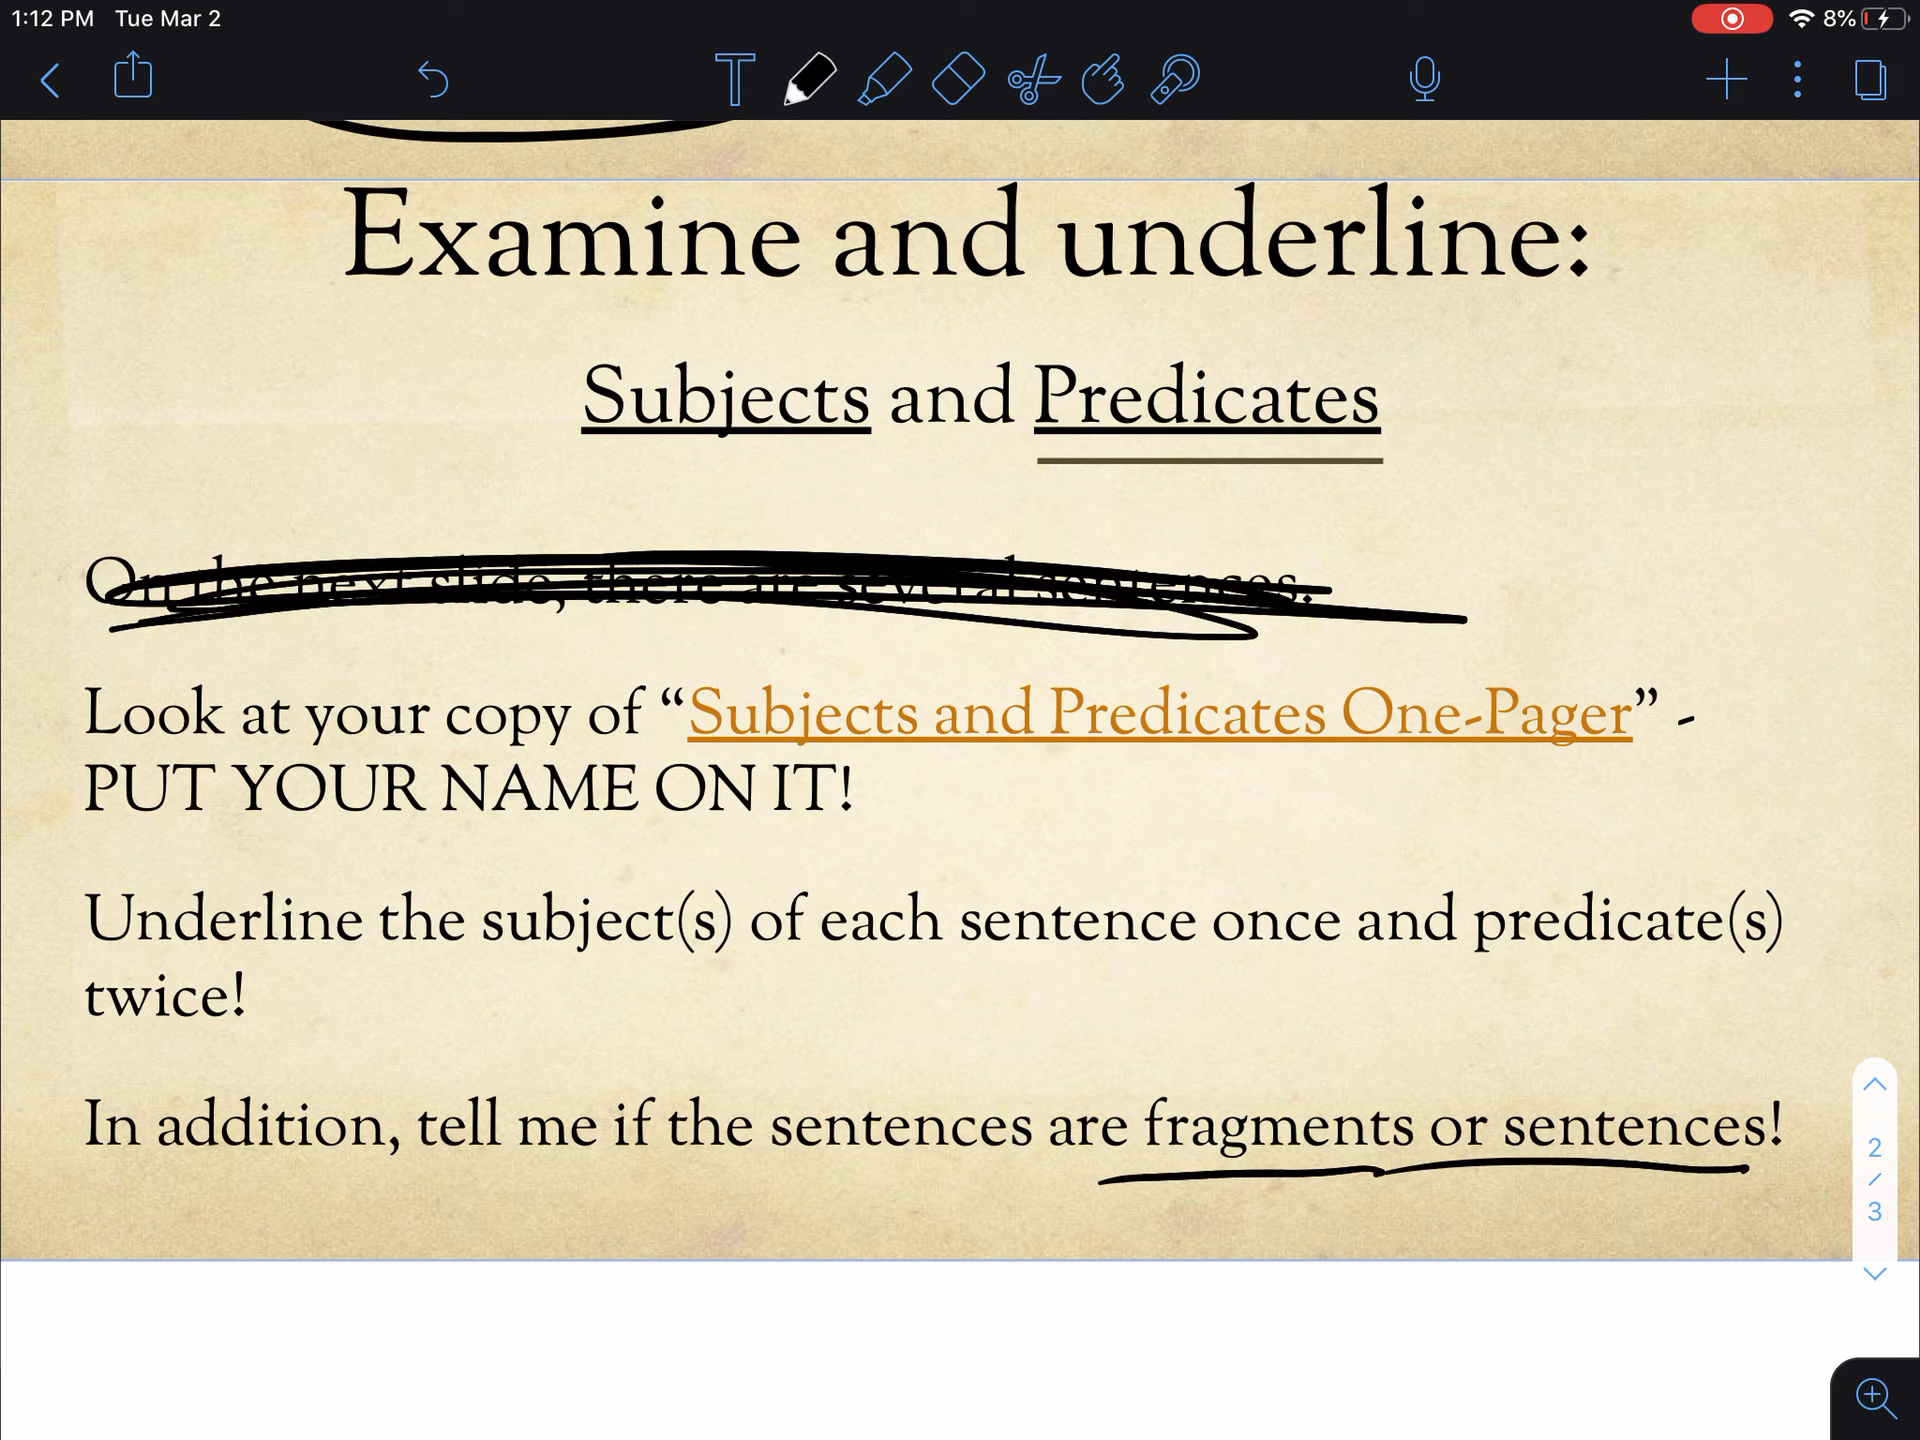 1:12 PM Tue Mar 2
8%
Examine and underline:
Subjects and Predicates
On the next slide, there are several sentences.
Look at your copy of “Subjects and Predicates One-Pager” -
PUT YOUR NAME ON IT!
Underline the subject(s) of each sentence once and predicate(s)
twice!
In addition, tell me if the sentences are fragments or sentences!
2
/
3